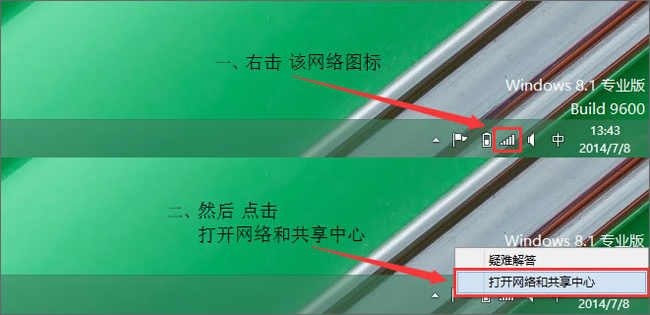 一、右击 该网络图标
Windows 8.1 专业版
Build 9600
中
13:43
2014/7/8
二、然后 点击
打开网络和共享中心
Windows 8.1 专业版
疑难解答
打开网络和共享中心
2014/7/8